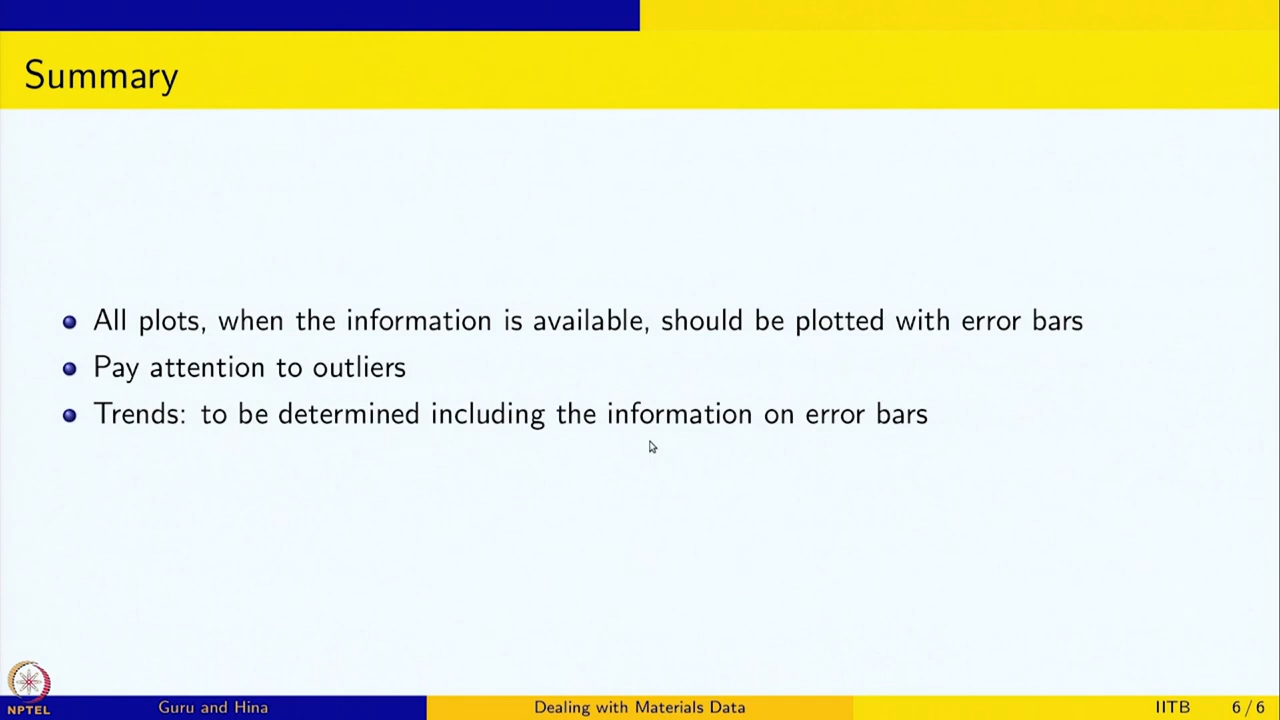 Summary
All plots, when the information is available, should be plotted with error bars
Pay attention to outliers
Trends: to be determined including the information on error bars
NPTEL
Guru and Hina
Dealing with Materials Data
IITB
6 / 6